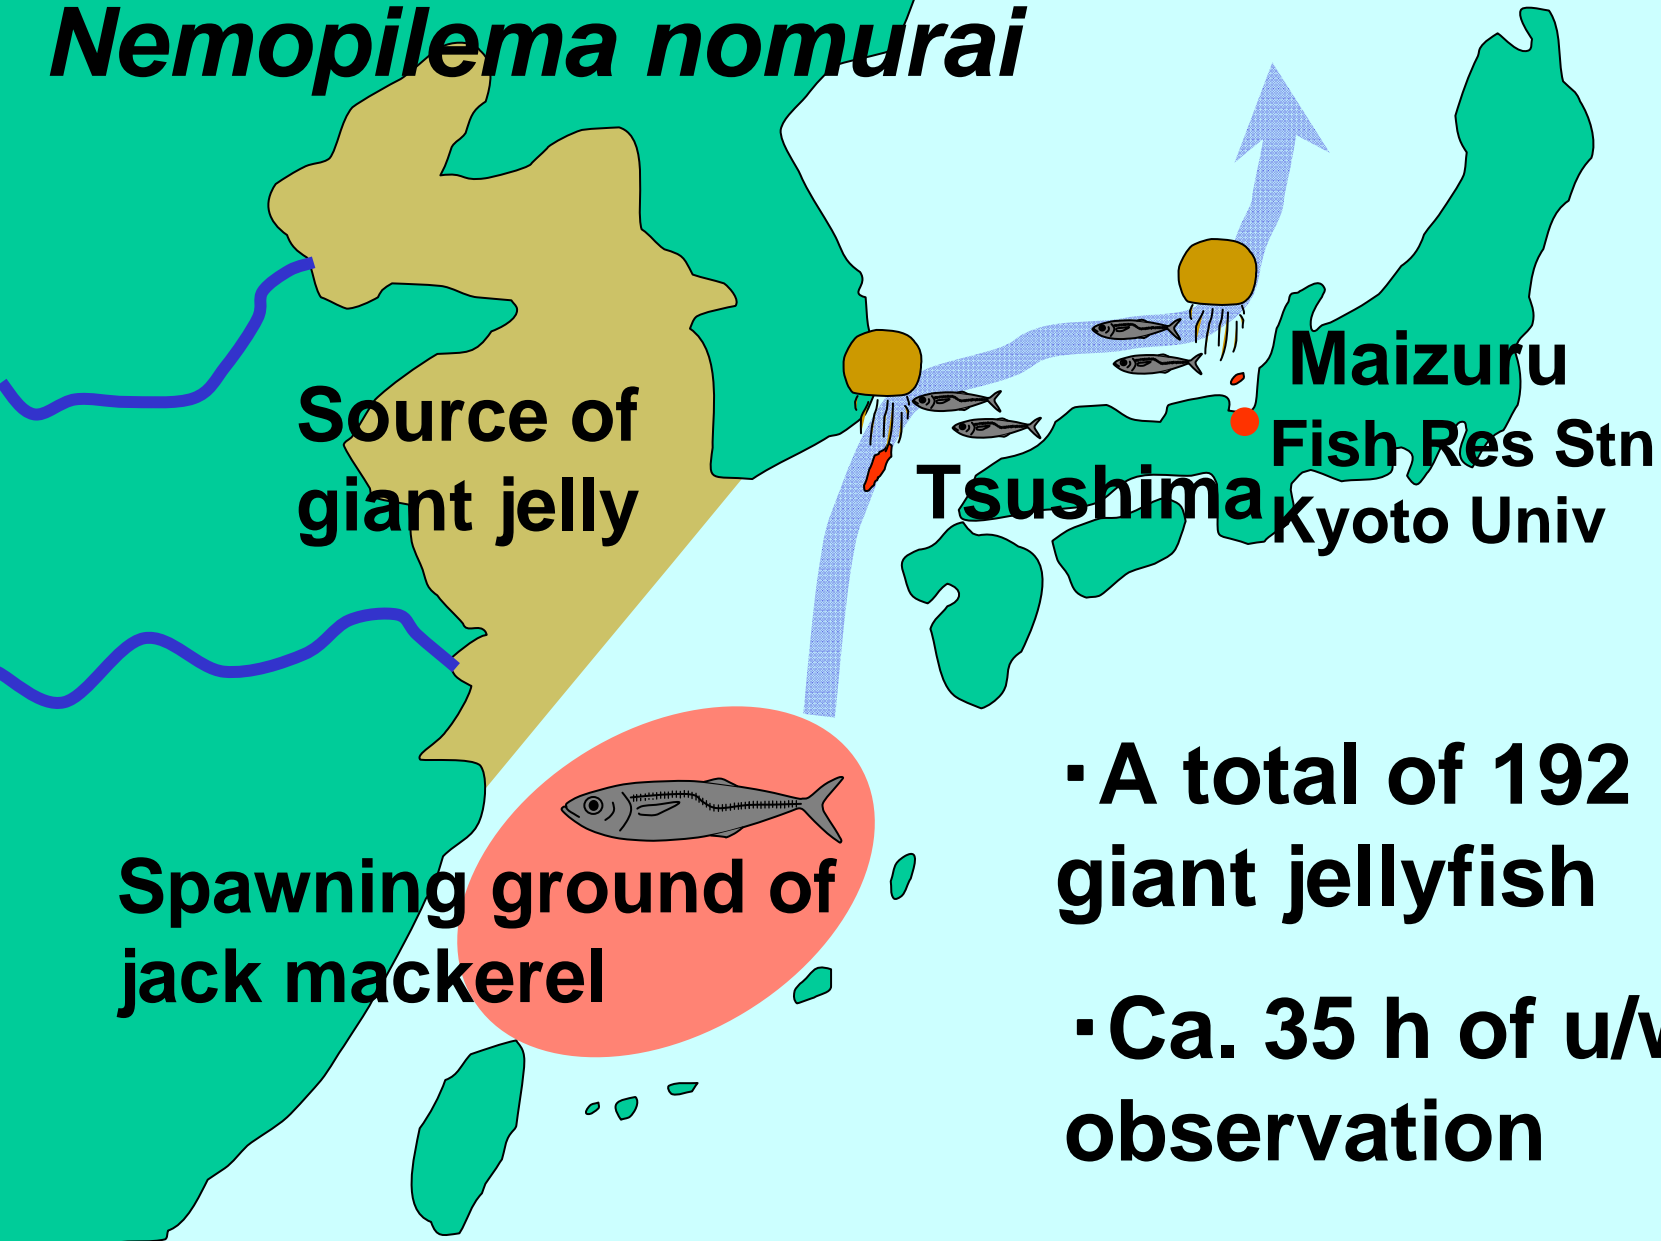 Nemopilema nomurai
Source of
giant jelly
Tsushima
Maizuru
Fish Res Stn
Kyoto Univ
Spawning ground of
jack mackerel
▪A total of 192
giant jellyfish
▪Ca. 35 h of
observation